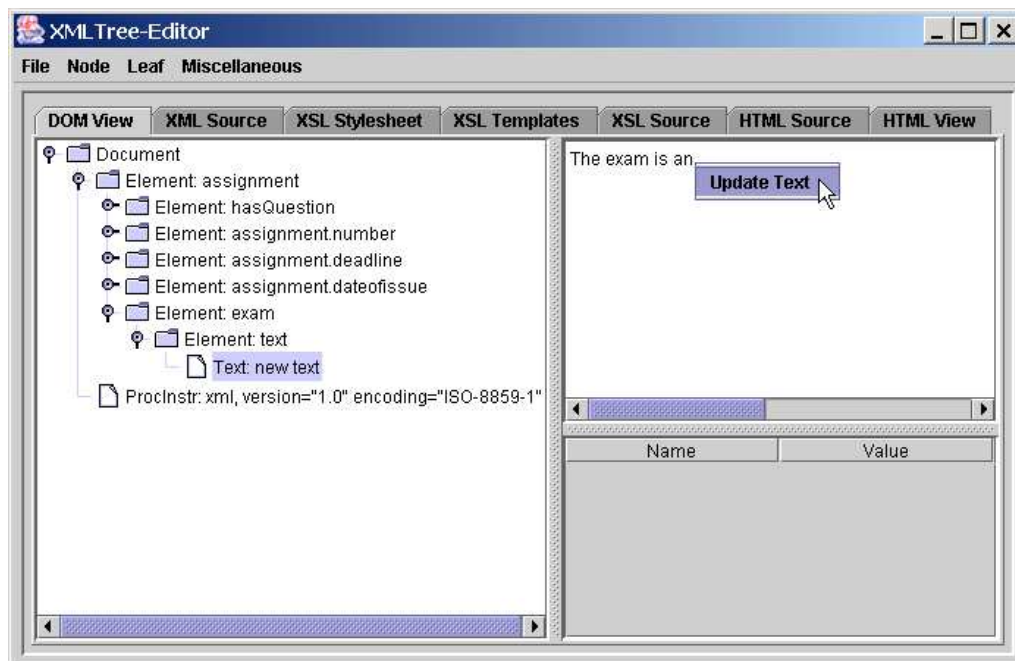 XMLTree-Editor
File Node Leaf Miscellaneous
DOM View XML Source XSL Stylesheet XSL Templates XSL Source HTML Source HTML View
Document
Element: assignment
Element: hasQuestion
Element: assignment.number
Element: assignment.deadline
Element: assignment.dateofissue
Element: exam
Element: text
Text: new text
ProcInstr: xml, version="1.0" encoding="ISO-8859-1"
The exam is an
Update Text
Name Value